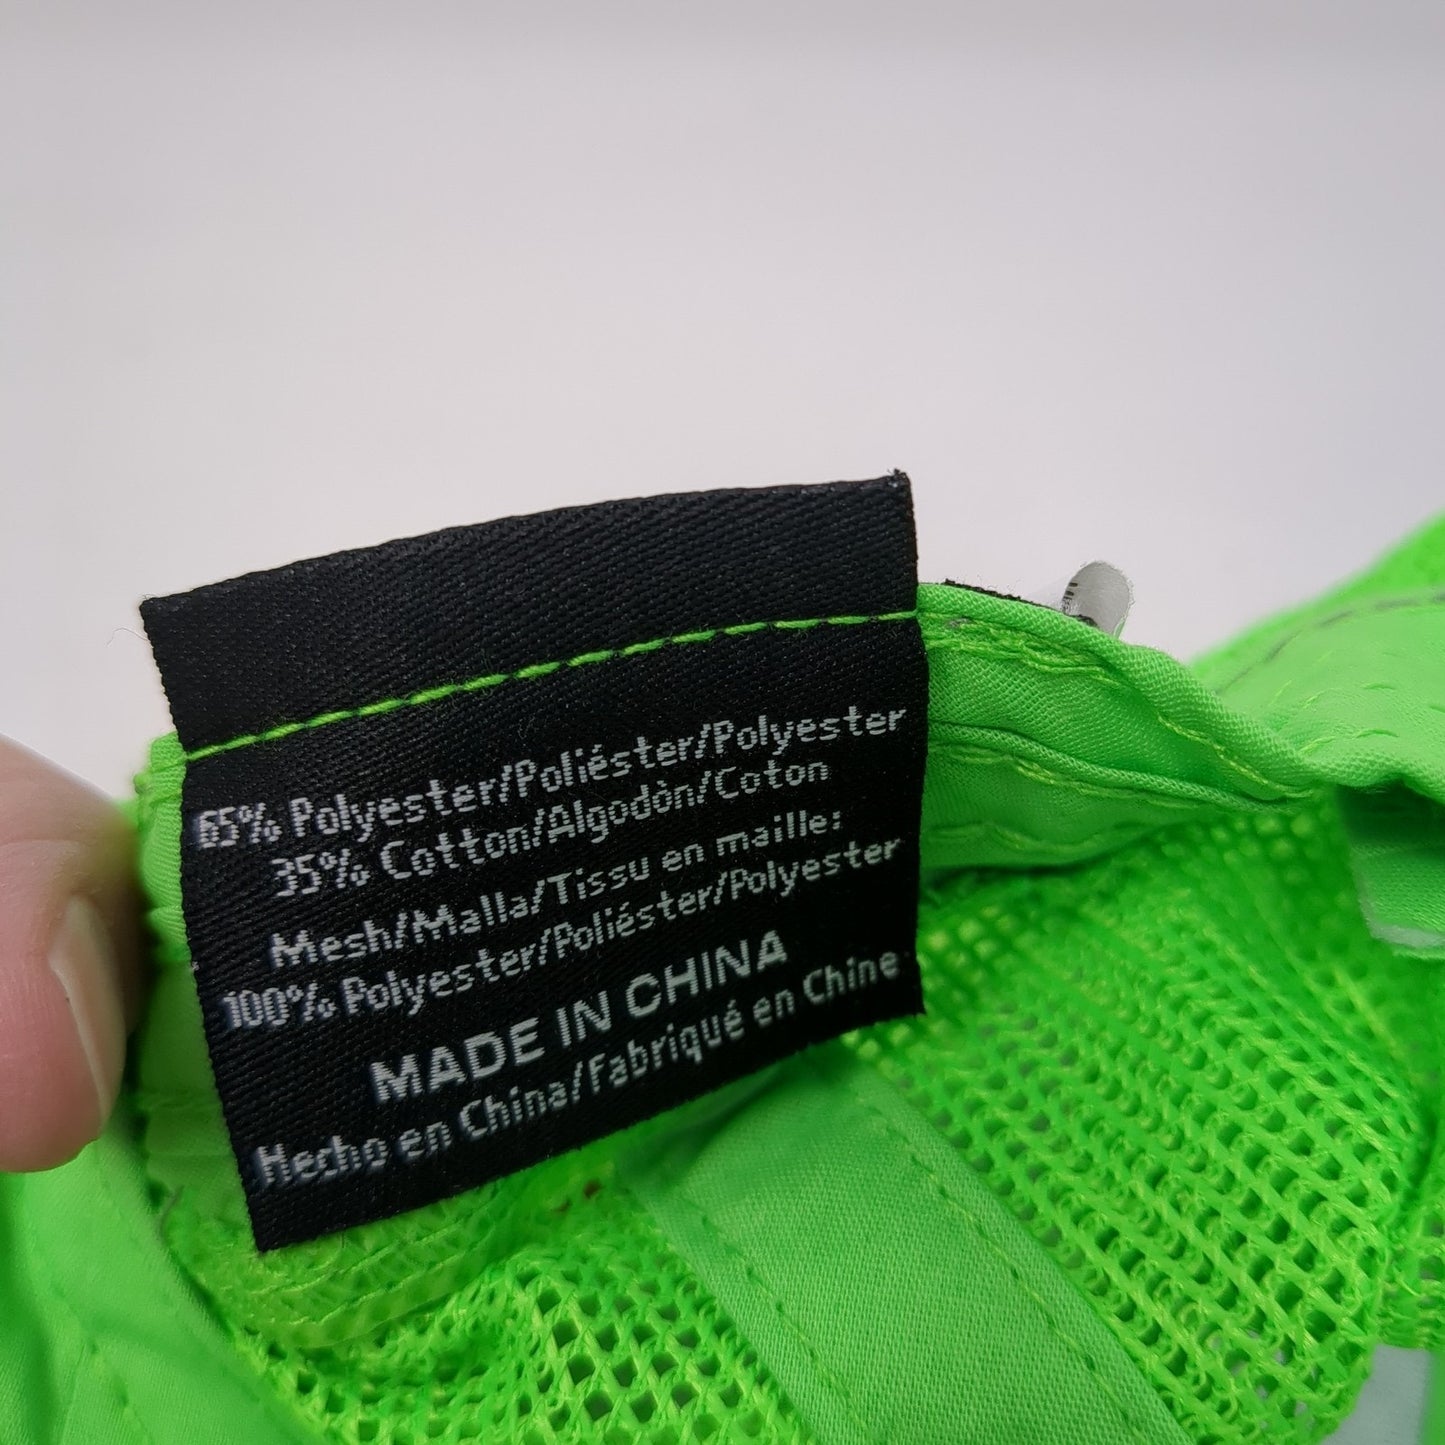 65% Polyester/Poliéster/Polyester
35% Cotton/Algodòn/Coton
Mesh/Malla/Tissu en maille:
100% Polyester/Poliéster/Polyester
MADE IN CHINA
Hecho en China/Fabriqué en Chine